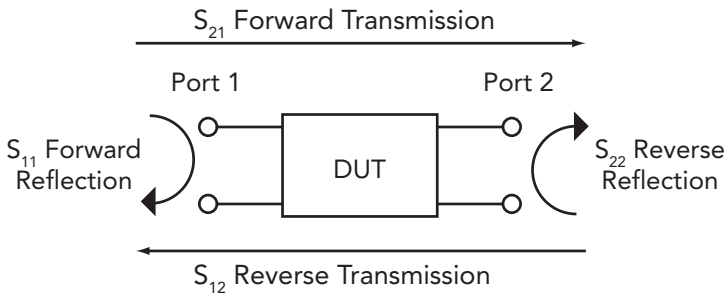 S₂₁ Forward Transmission
Port 1
Port 2
S₁₁ Forward
Reflection
DUT
S₂₂ Reverse
Reflection
S₁₂ Reverse Transmission